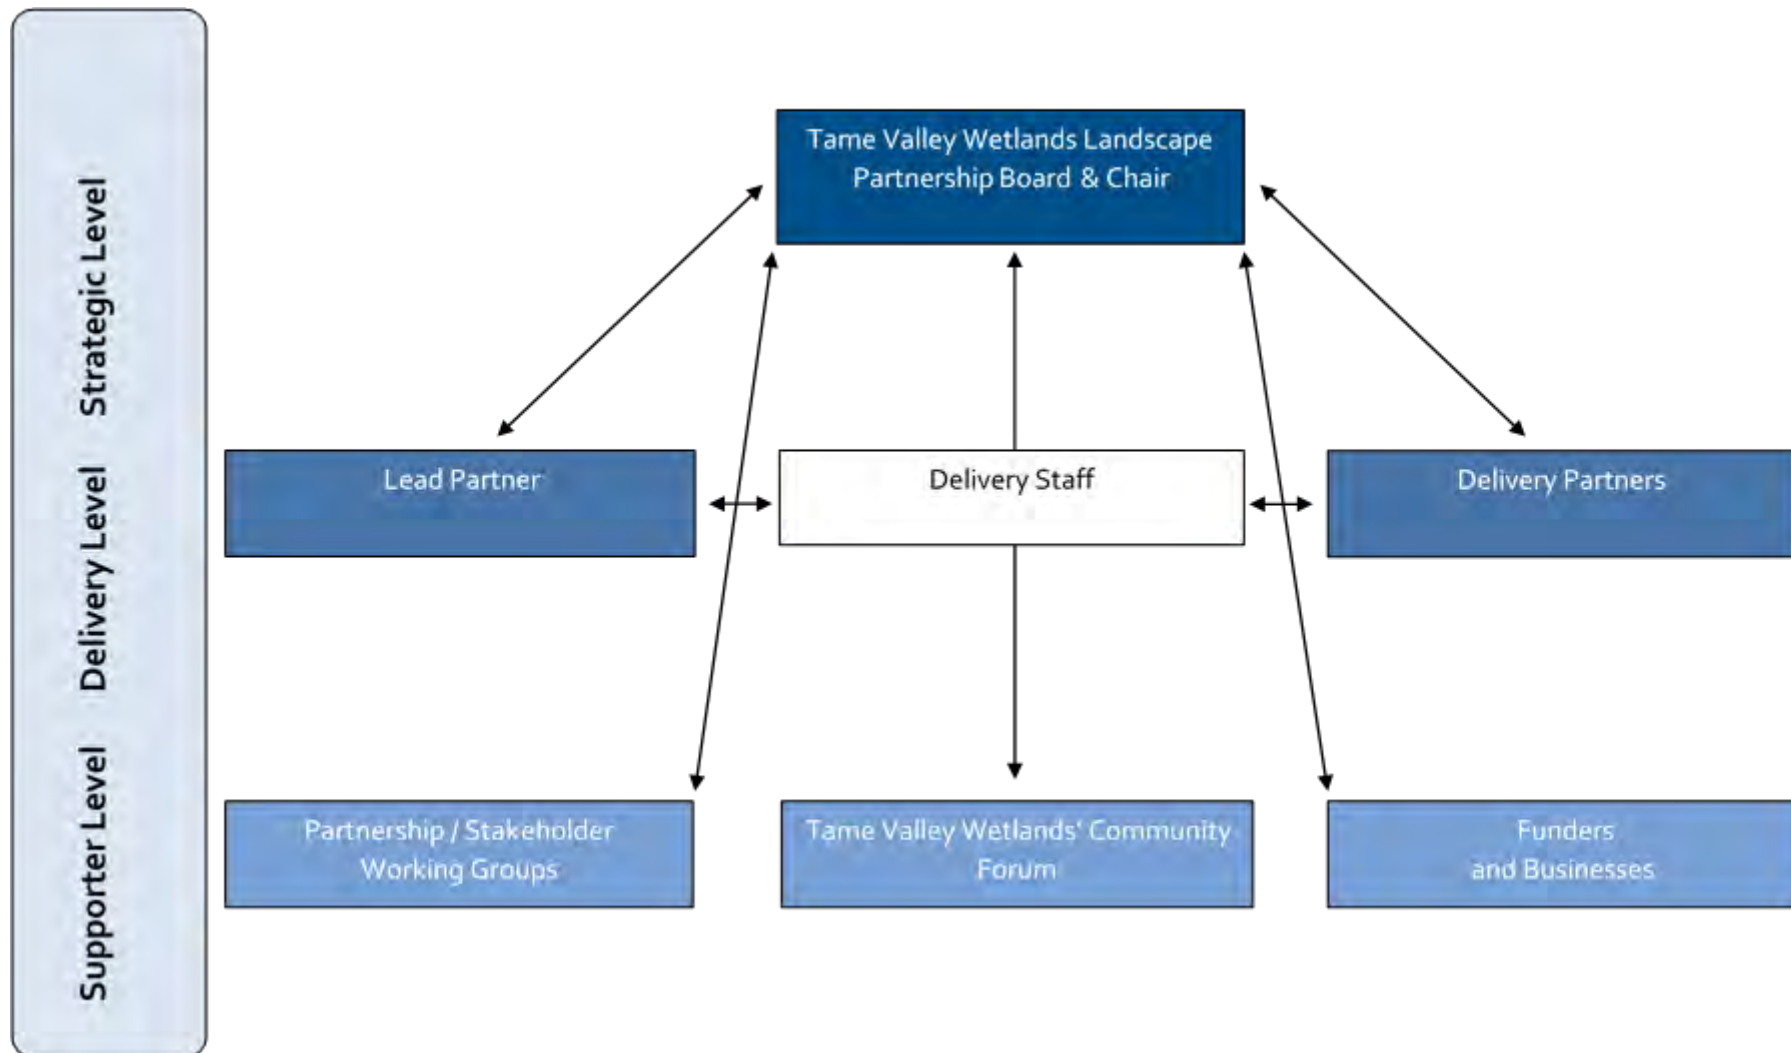 Strategic Level
Delivery Level
Supporter Level
Tame Valley Wetlands Landscape
Partnership Board & Chair
Lead Partner
Delivery Staff
Delivery Partners
Partnership / Stakeholder
Working Groups
Tame Valley Wetlands' Community
Forum
Funders
and Businesses